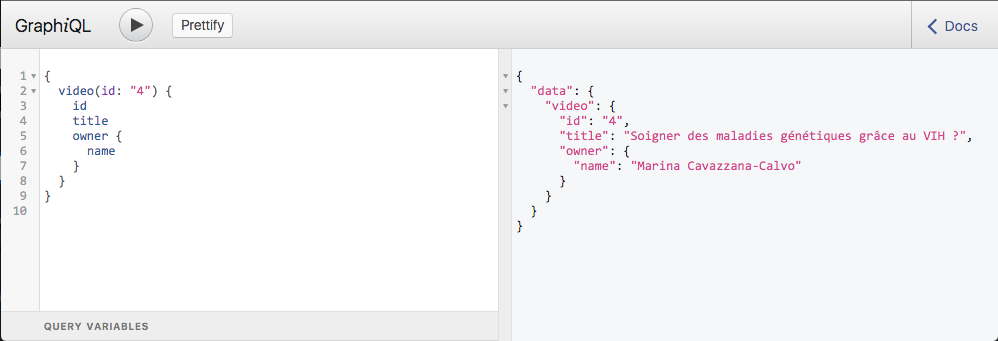 GraphiQL
Prettify
Docs
1 {
2 video(id: "4") {
3 id
4 title
5 owner {
6 name
7 }
8 }
9 }
10
{
"data": {
"video": {
"id": "4",
"title": "Soigner des maladies génétiques grâce au VIH ?",
"owner": {
"name": "Marina Cavazzana-Calvo"
}
}
}
}
QUERY VARIABLES